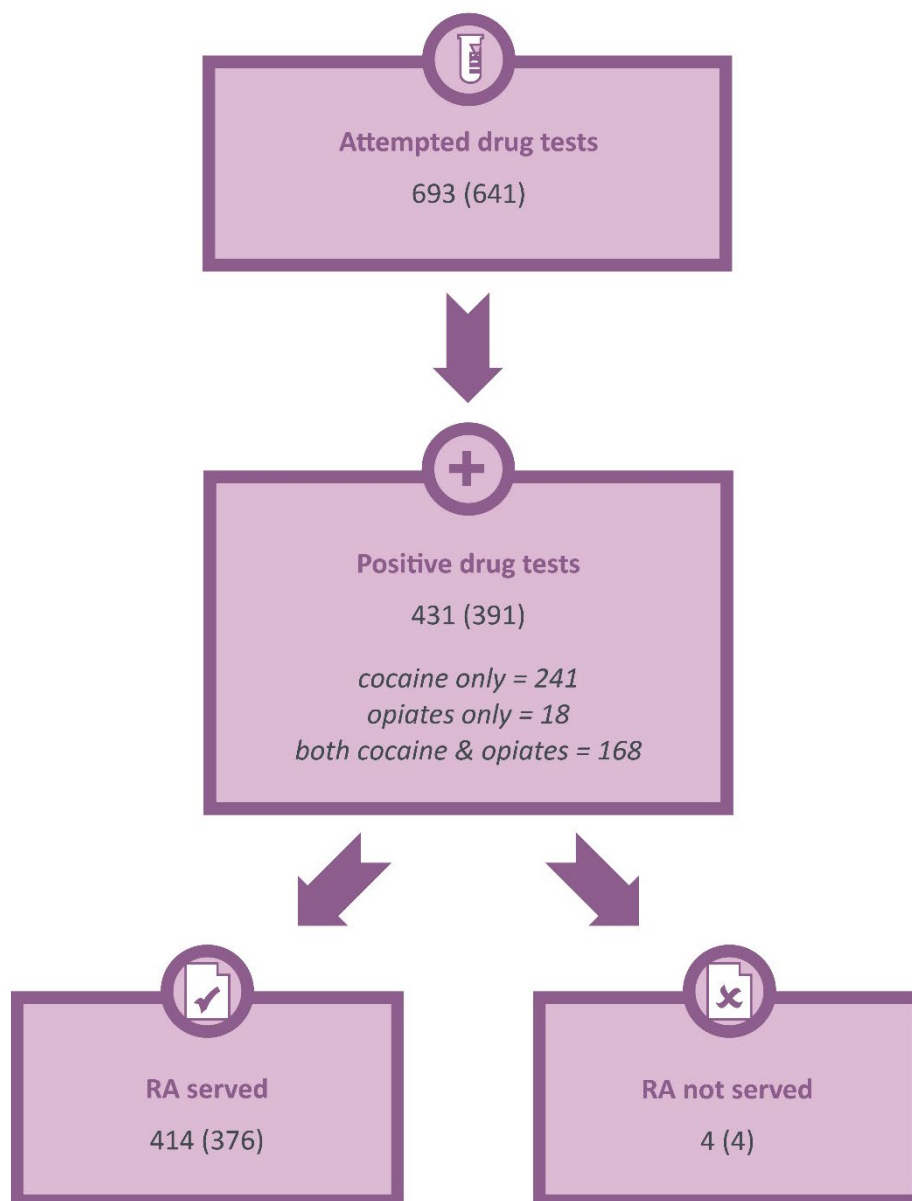 Attempted drug tests
693 (641)
Positive drug tests
431 (391)
cocaine only = 241
opiates only = 18
both cocaine & opiates = 168
RA served
414 (376)
RA not served
4 (4)